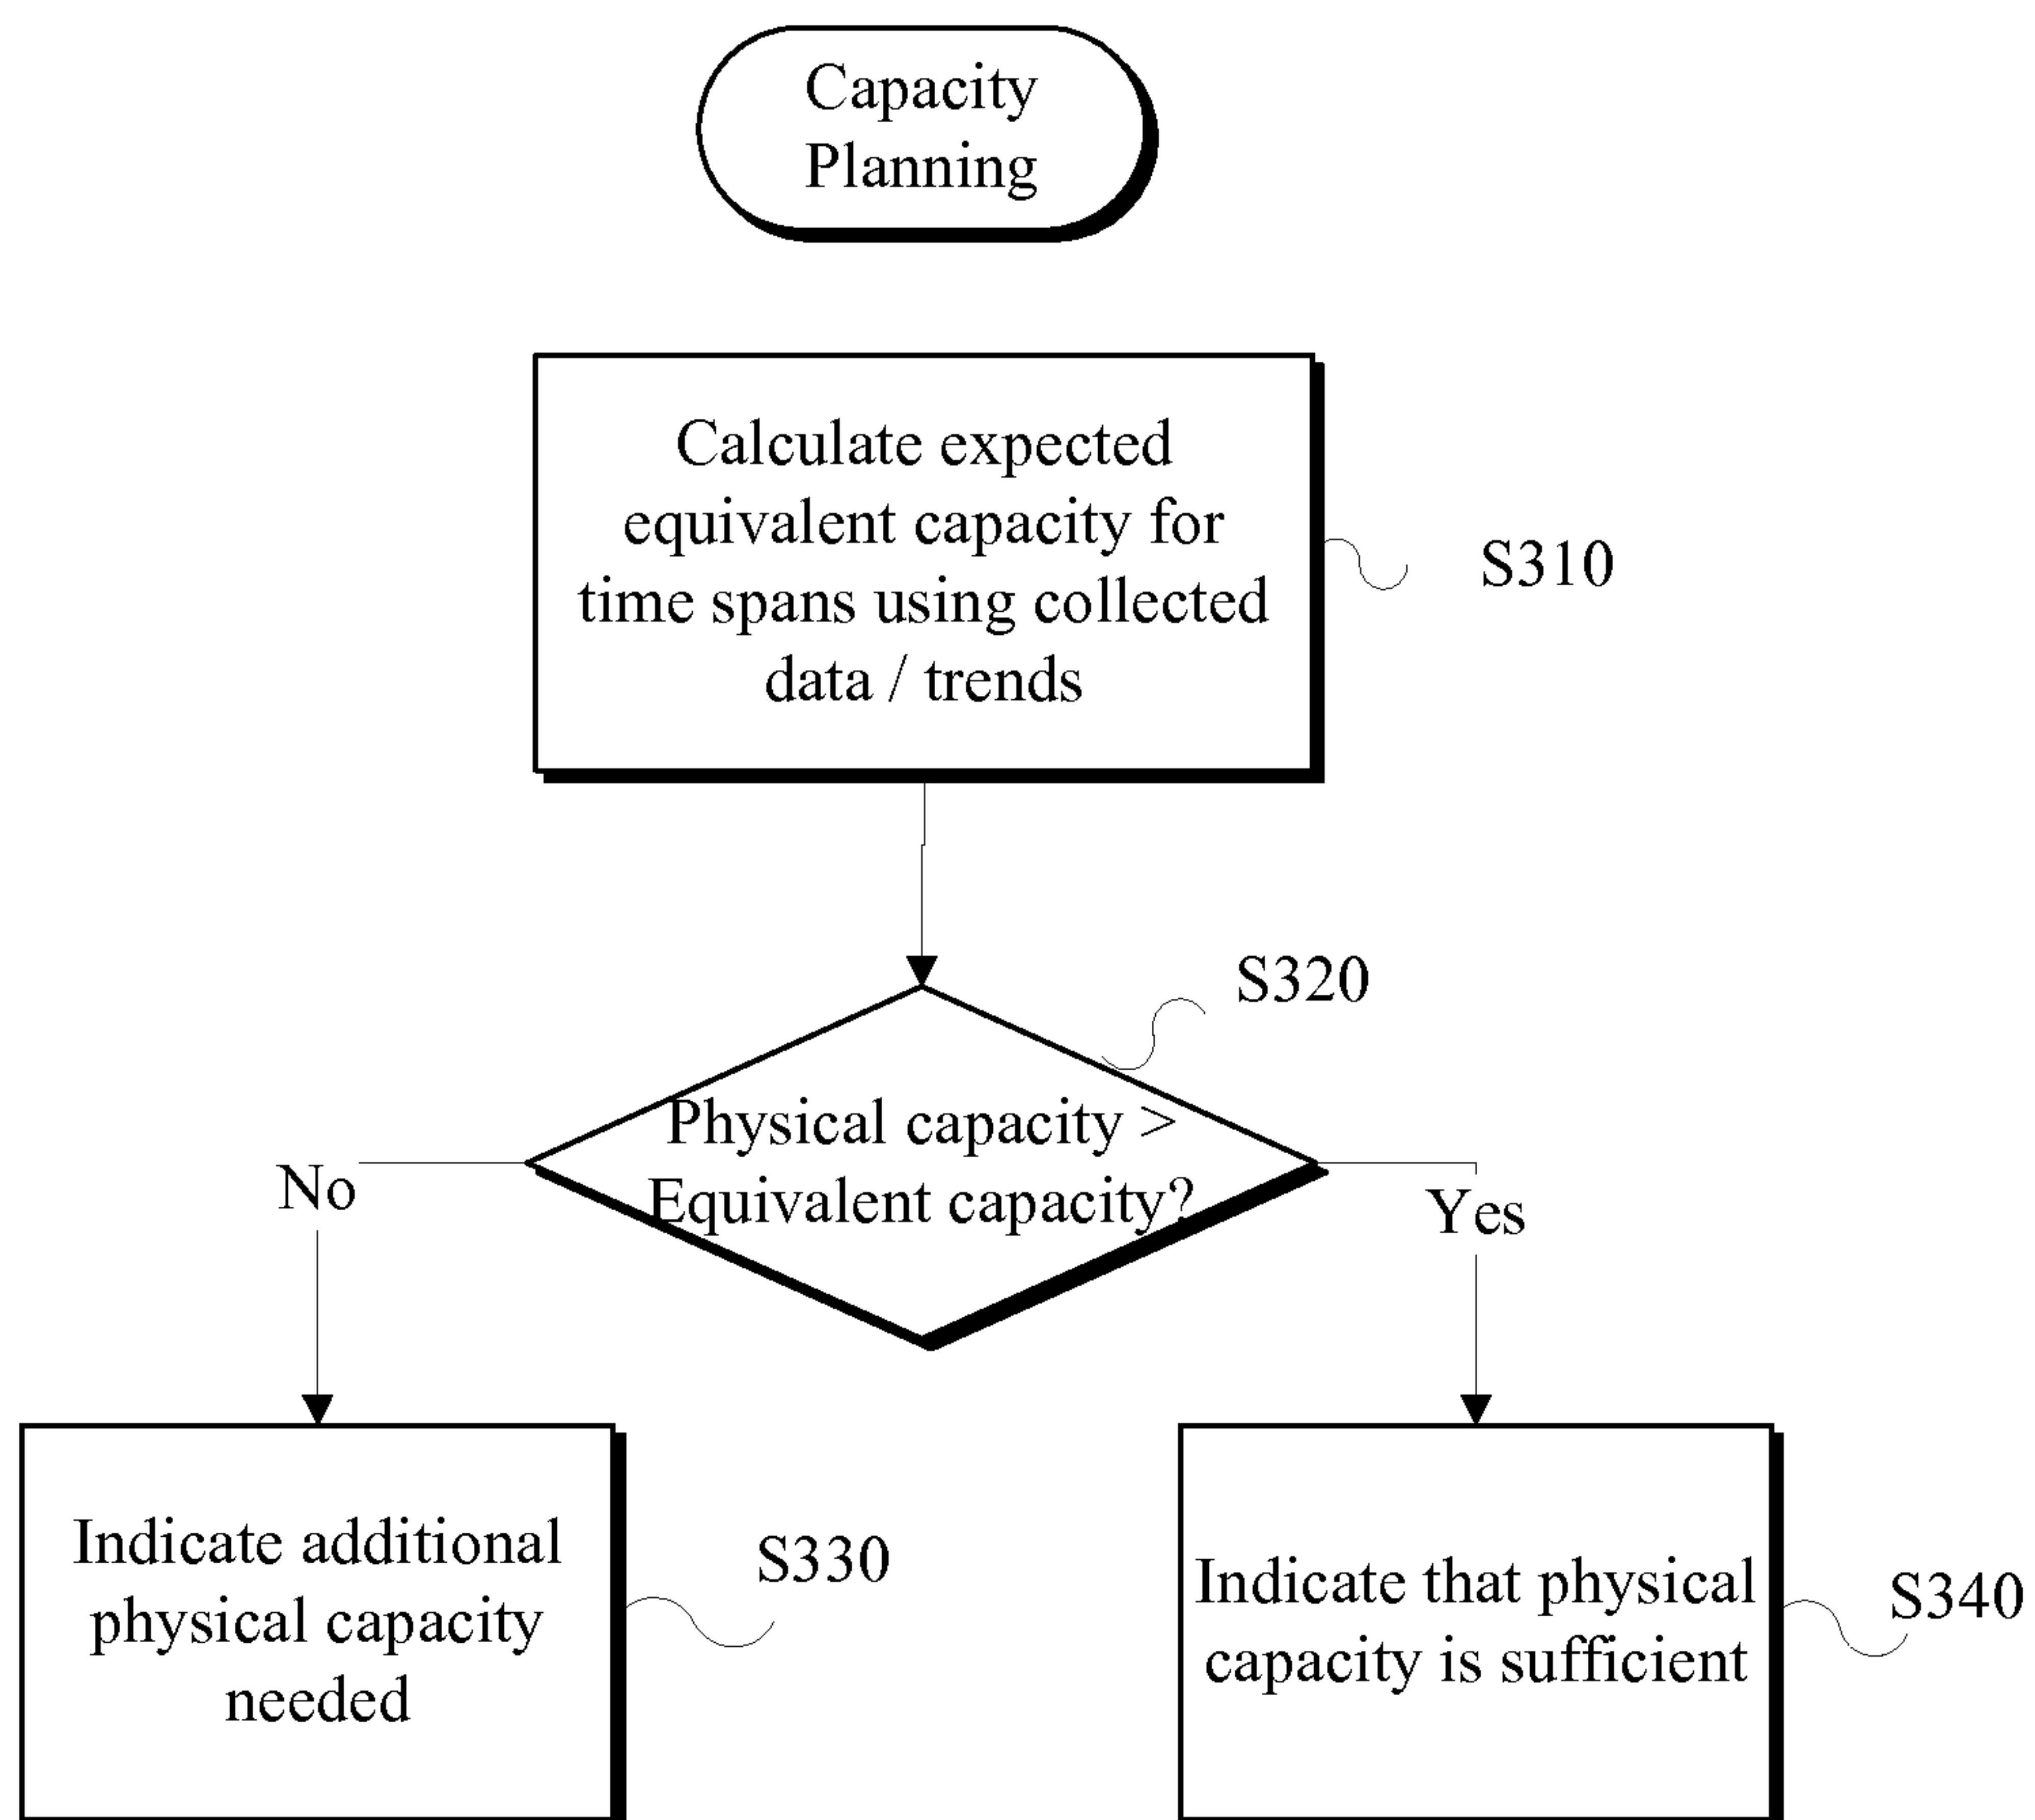 Capacity
Planning
Calculate expected
equivalent capacity for
time spans using collected
data / trends
S310
S320
Physical capacity >
Equivalent capacity?
No
Yes
Indicate additional
physical capacity
needed
S330
Indicate that physical
capacity is sufficient
S340